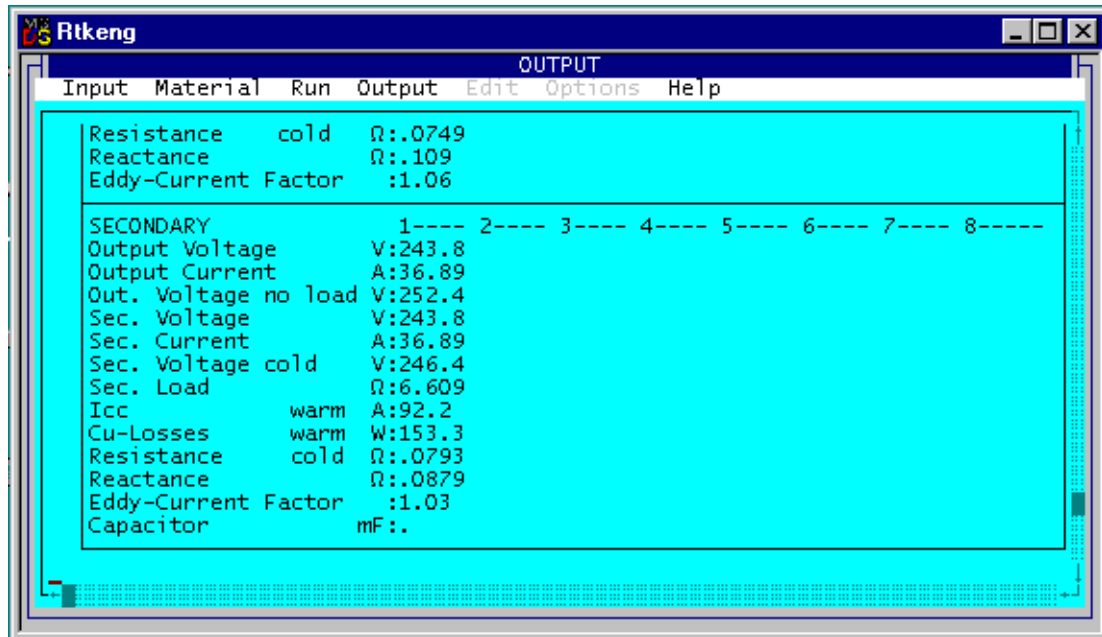 Rtkeng
OUTPUT
Input Material Run Output Edit Options Help
Resistance cold Ω:.0749
Reactance Ω:.109
Eddy-Current Factor :1.06
SECONDARY 1---- 2---- 3---- 4---- 5---- 6---- 7---- 8-----
Output Voltage V:243.8
Output Current A:36.89
Out. Voltage no load V:252.4
Sec. Voltage V:243.8
Sec. Current A:36.89
Sec. Voltage cold V:246.4
Sec. Load Ω:6.609
Icc warm A:92.2
Cu-Losses warm W:153.3
Resistance cold Ω:.0793
Reactance Ω:.0879
Eddy-Current Factor :1.03
Capacitor mF:.